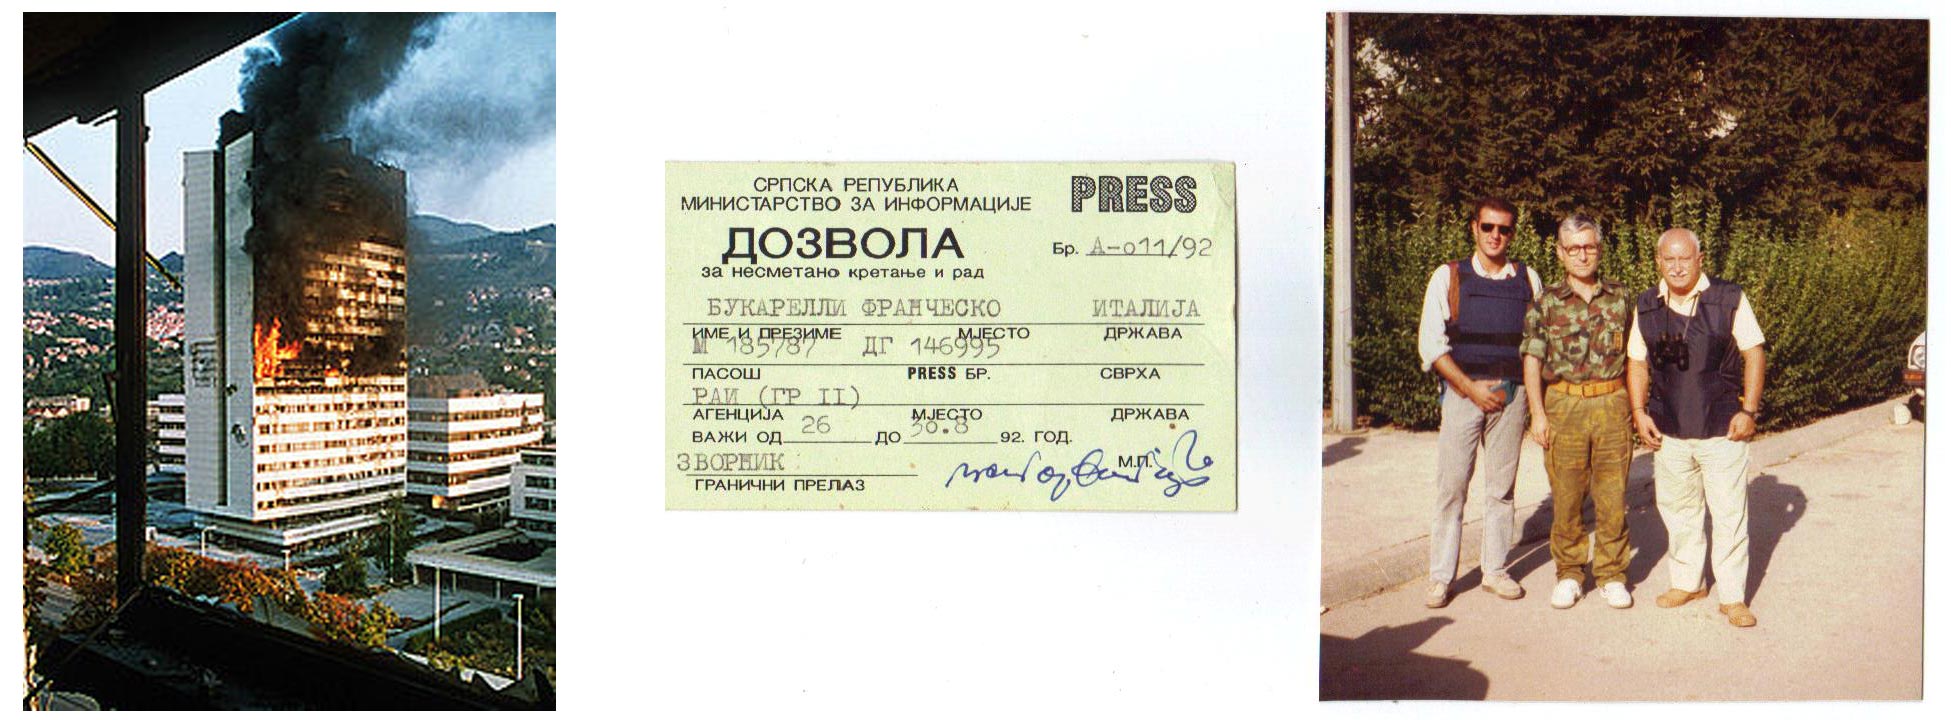 СРПСКА РЕПУБЛИКА
МИНИСТАРСТВО ЗА ИНФОРМАЦИЈЕ
PRESS
ДОЗВОЛА
за несметано кретање и рад
Бр. А-о11/92
БУКАРЕЛЛИ ФРАНЧЕСКО ИТАЛИЈА
ИМЕ И ПРЕЗИМЕ МЈЕСТО ДРЖАВА
М 185787 ДГ 146995
ПАСОШ PRESS БР. СВРХА
РАИ (ГР II)
АГЕНЦИЈА МЈЕСТО ДРЖАВА
ВАЖИ ОД 26 ДО 30.8 92. ГОД.
ЗВОРНИК
М.П.
ГРАНИЧНИ ПРЕЛАЗ